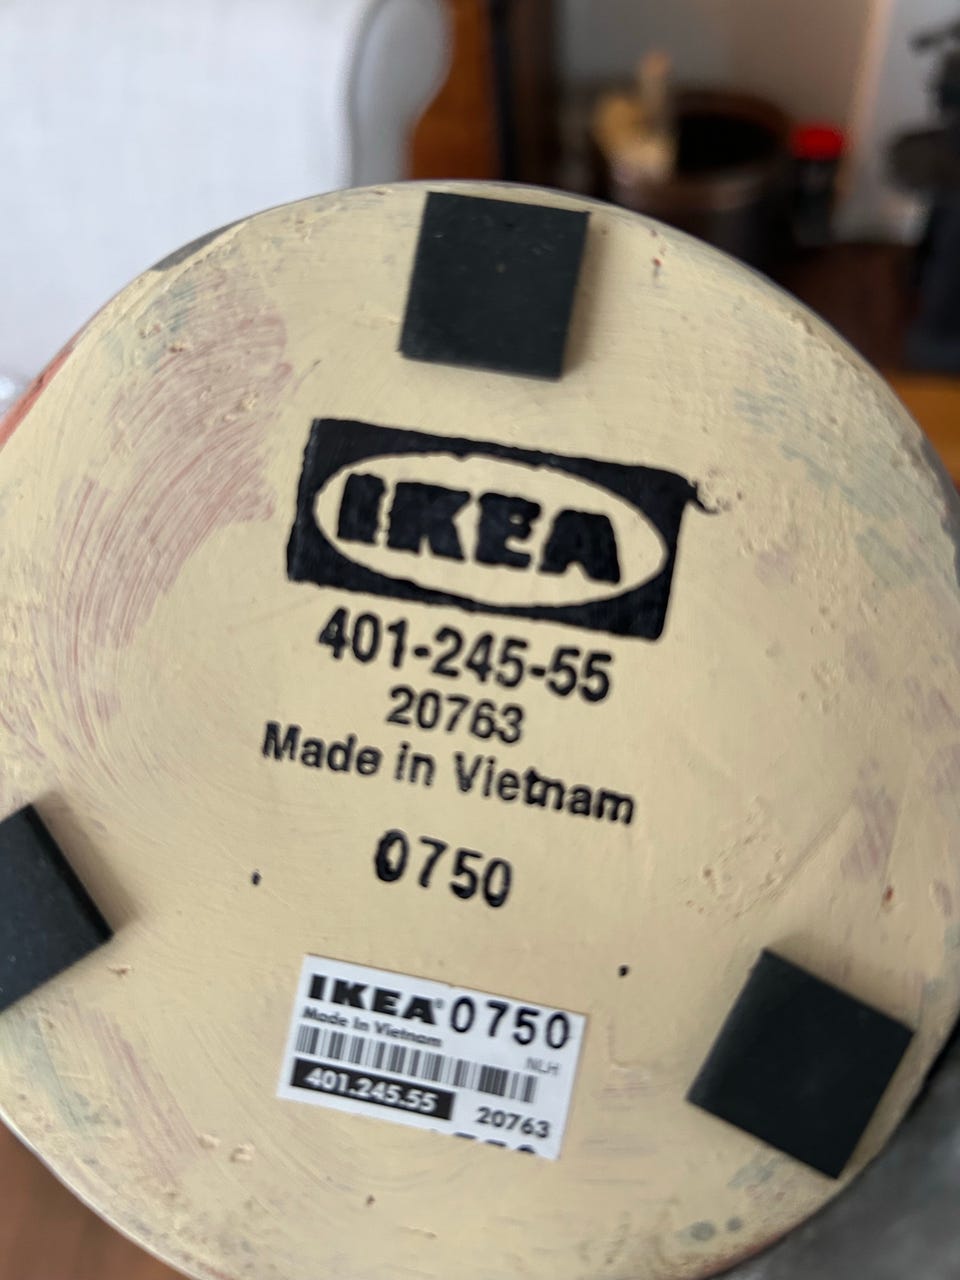 IKEA
401-245-55
20763
Made in Vietnam
0750
IKEA® 0750
Made in Vietnam
NLH
401.245.55
20763